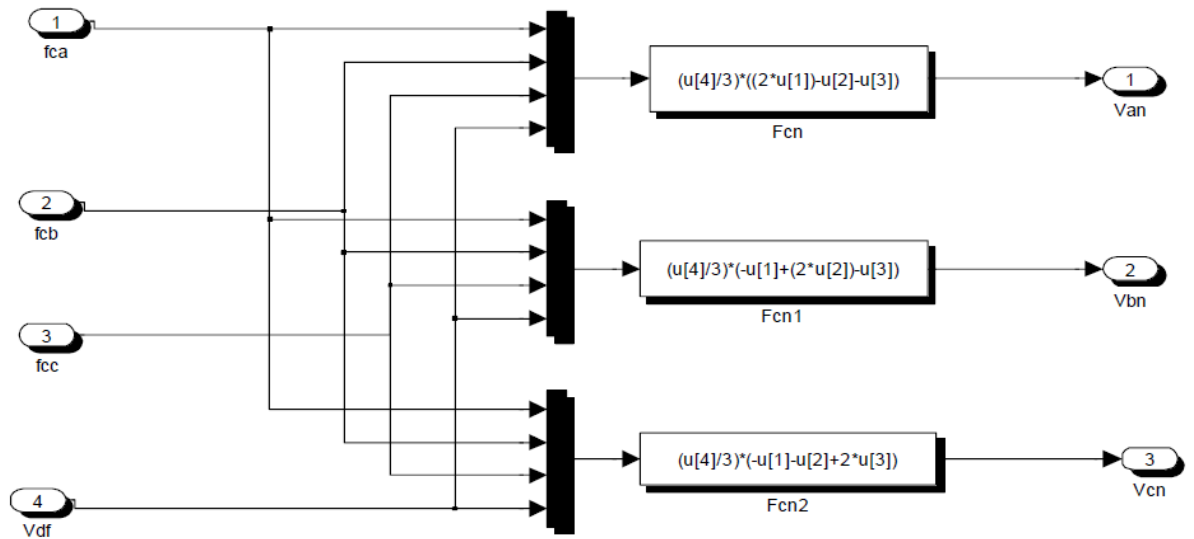 1
fca
(u[4]/3)*((2*u[1])-u[2]-u[3])
Fcn
1
Van
2
fcb
(u[4]/3)*(-u[1]+(2*u[2])-u[3])
Fcn1
2
Vbn
3
fcc
(u[4]/3)*(-u[1]-u[2]+2*u[3])
Fcn2
3
Vcn
4
Vdf